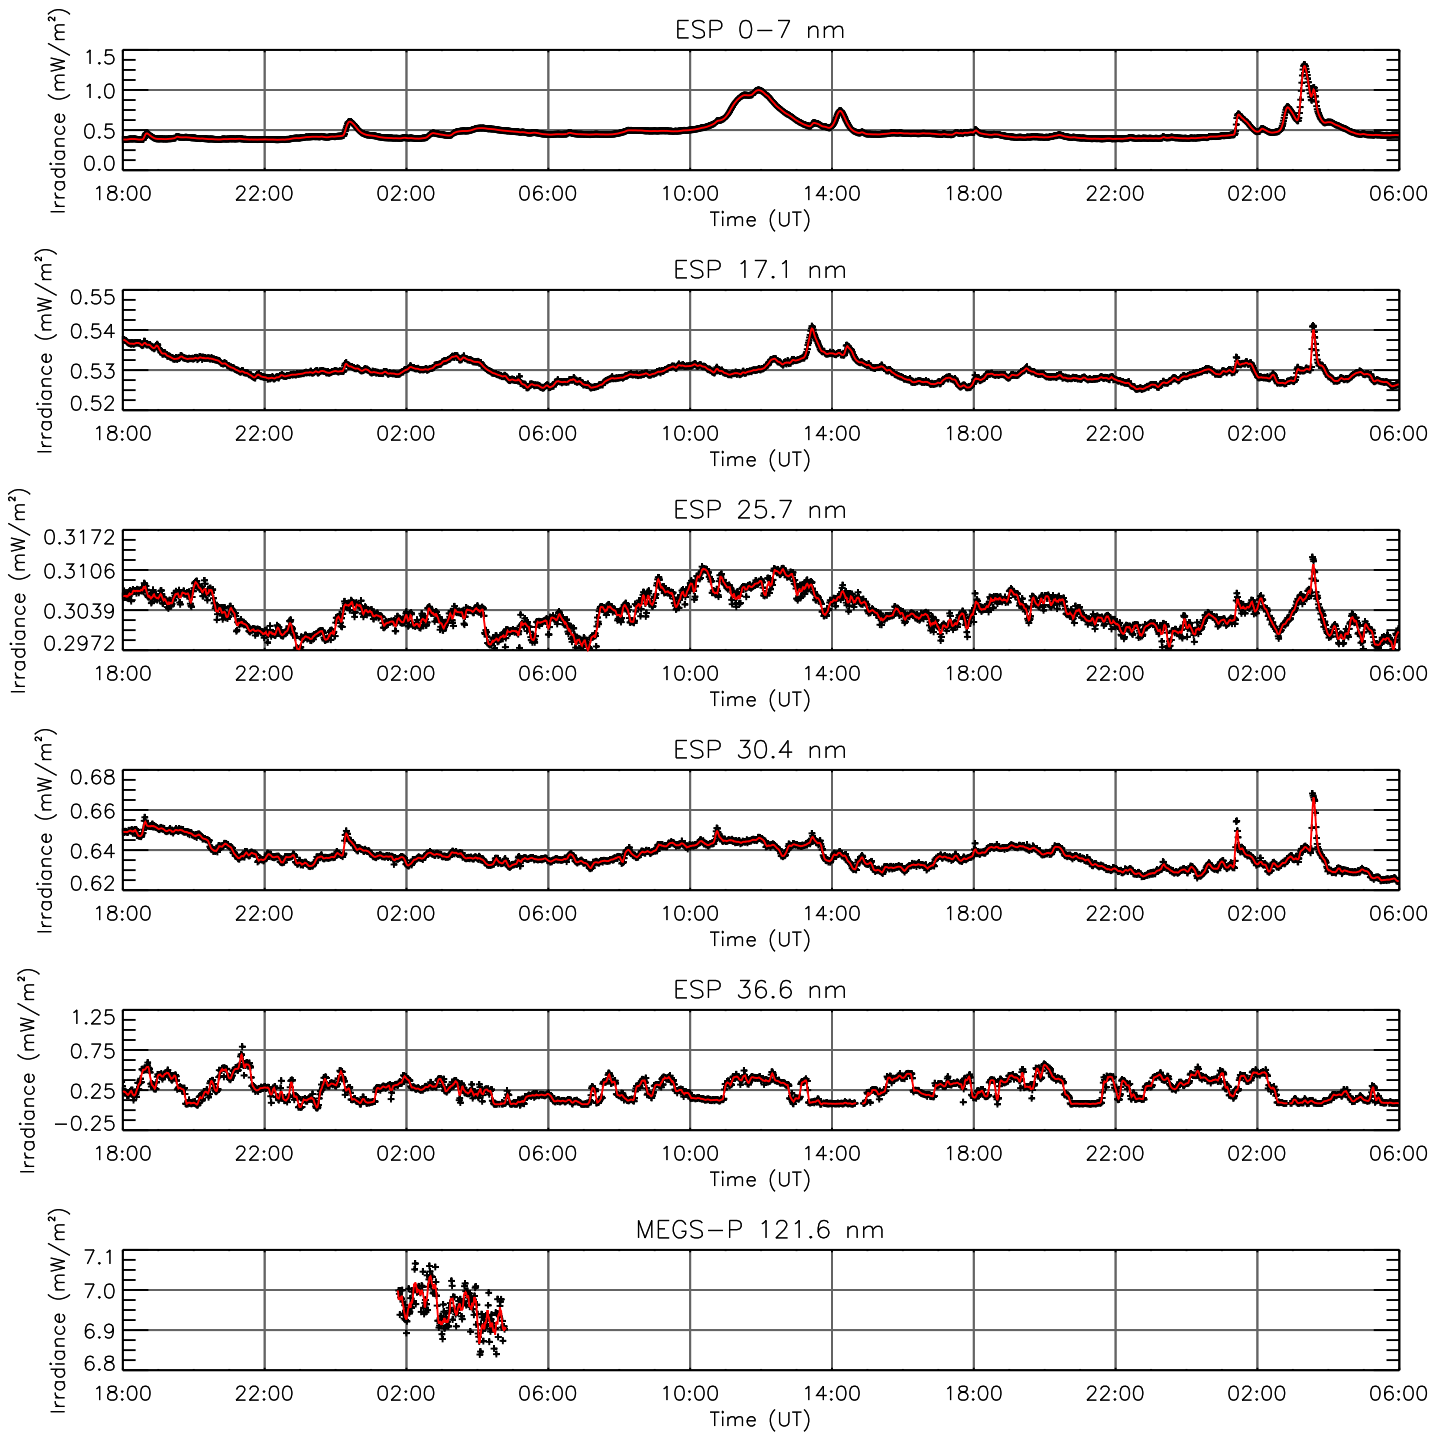 ESP 0−7 nm
Irradiance (mW/m²)
1.5
1.0
0.5
0.0
18:00 22:00 02:00 06:00 10:00 14:00 18:00 22:00 02:00 06:00
Time (UT)
ESP 17.1 nm
Irradiance (mW/m²)
0.55
0.54
0.53
0.52
18:00 22:00 02:00 06:00 10:00 14:00 18:00 22:00 02:00 06:00
Time (UT)
ESP 25.7 nm
Irradiance (mW/m²)
0.3172
0.3106
0.3039
0.2972
18:00 22:00 02:00 06:00 10:00 14:00 18:00 22:00 02:00 06:00
Time (UT)
ESP 30.4 nm
Irradiance (mW/m²)
0.68
0.66
0.64
0.62
18:00 22:00 02:00 06:00 10:00 14:00 18:00 22:00 02:00 06:00
Time (UT)
ESP 36.6 nm
Irradiance (mW/m²)
1.25
0.75
0.25
−0.25
18:00 22:00 02:00 06:00 10:00 14:00 18:00 22:00 02:00 06:00
Time (UT)
MEGS−P 121.6 nm
Irradiance (mW/m²)
7.1
7.0
6.9
6.8
18:00 22:00 02:00 06:00 10:00 14:00 18:00 22:00 02:00 06:00
Time (UT)